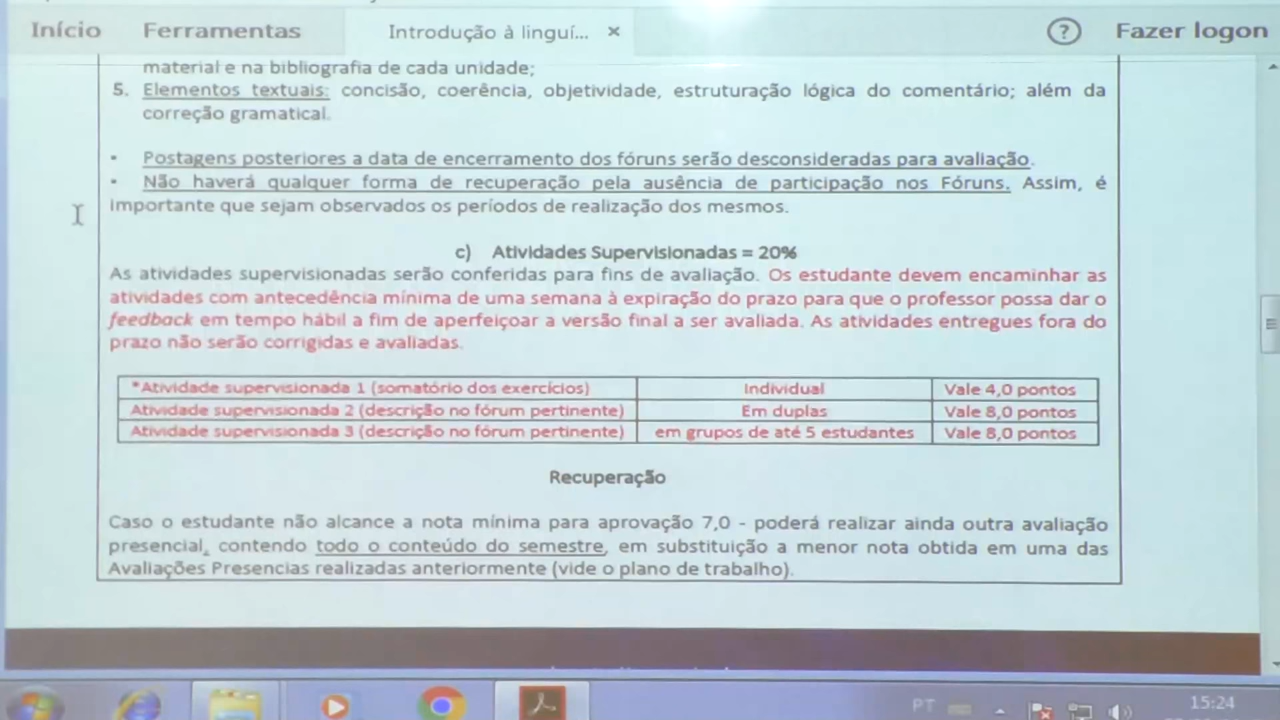 Início Ferramentas Introdução à linguí... × ? Fazer logon
material e na bibliografia de cada unidade;
5. Elementos textuais: concisão, coerência, objetividade, estruturação lógica do comentário; além da
correção gramatical.
• Postagens posteriores a data de encerramento dos fóruns serão desconsideradas para avaliação.
• Não haverá qualquer forma de recuperação pela ausência de participação nos Fóruns. Assim, é
importante que sejam observados os períodos de realização dos mesmos.
c) Atividades Supervisionadas = 20%
As atividades supervisionadas serão conferidas para fins de avaliação. Os estudante devem encaminhar as
atividades com antecedência mínima de uma semana à expiração do prazo para que o professor possa dar o
feedback em tempo hábil a fim de aperfeiçoar a versão final a ser avaliada. As atividades entregues fora do
prazo não serão corrigidas e avaliadas.
*Atividade supervisionada 1 (somatório dos exercícios) Individual Vale 4,0 pontos
Atividade supervisionada 2 (descrição no fórum pertinente) Em duplas Vale 8,0 pontos
Atividade supervisionada 3 (descrição no fórum pertinente) em grupos de até 5 estudantes Vale 8,0 pontos
Recuperação
Caso o estudante não alcance a nota mínima para aprovação 7,0 - poderá realizar ainda outra avaliação
presencial, contendo todo o conteúdo do semestre, em substituição a menor nota obtida em uma das
Avaliações Presencias realizadas anteriormente (vide o plano de trabalho).
PT 15:24